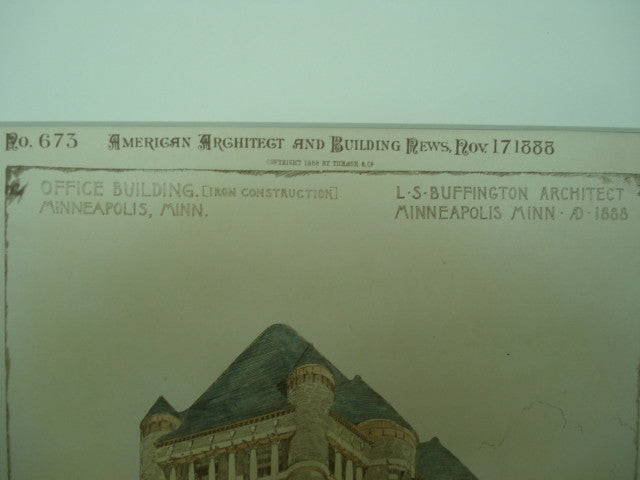 No. 673 AMERICAN ARCHITECT AND BUILDING NEWS, NOV. 17 1888
COPYRIGHT 1888 BY TICKNOR & CO
OFFICE BUILDING. [IRON CONSTRUCTION]
MINNEAPOLIS, MINN.
L·S·BUFFINGTON ARCHITECT
MINNEAPOLIS MINN · AD · 1888